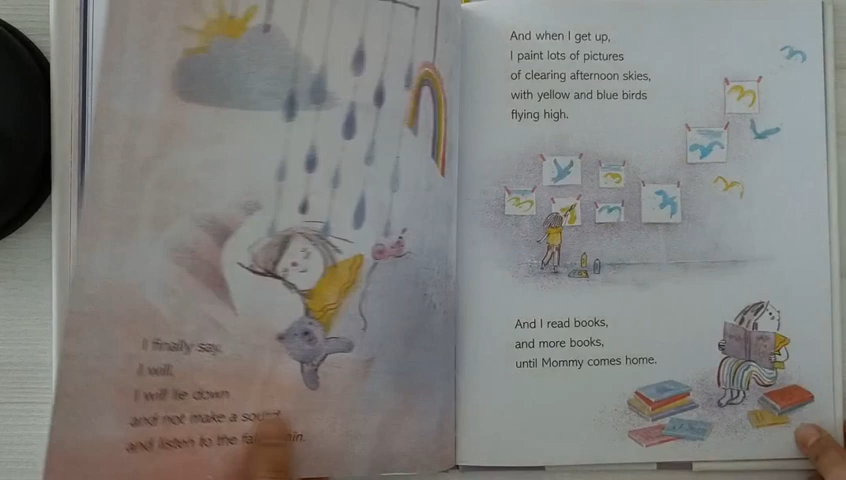 I finally say,
I will.
I will lie down
and not make a sound
and listen to the rain.
And when I get up,
I paint lots of pictures
of clearing afternoon skies,
with yellow and blue birds
flying high.
And I read books,
and more books,
until Mommy comes home.